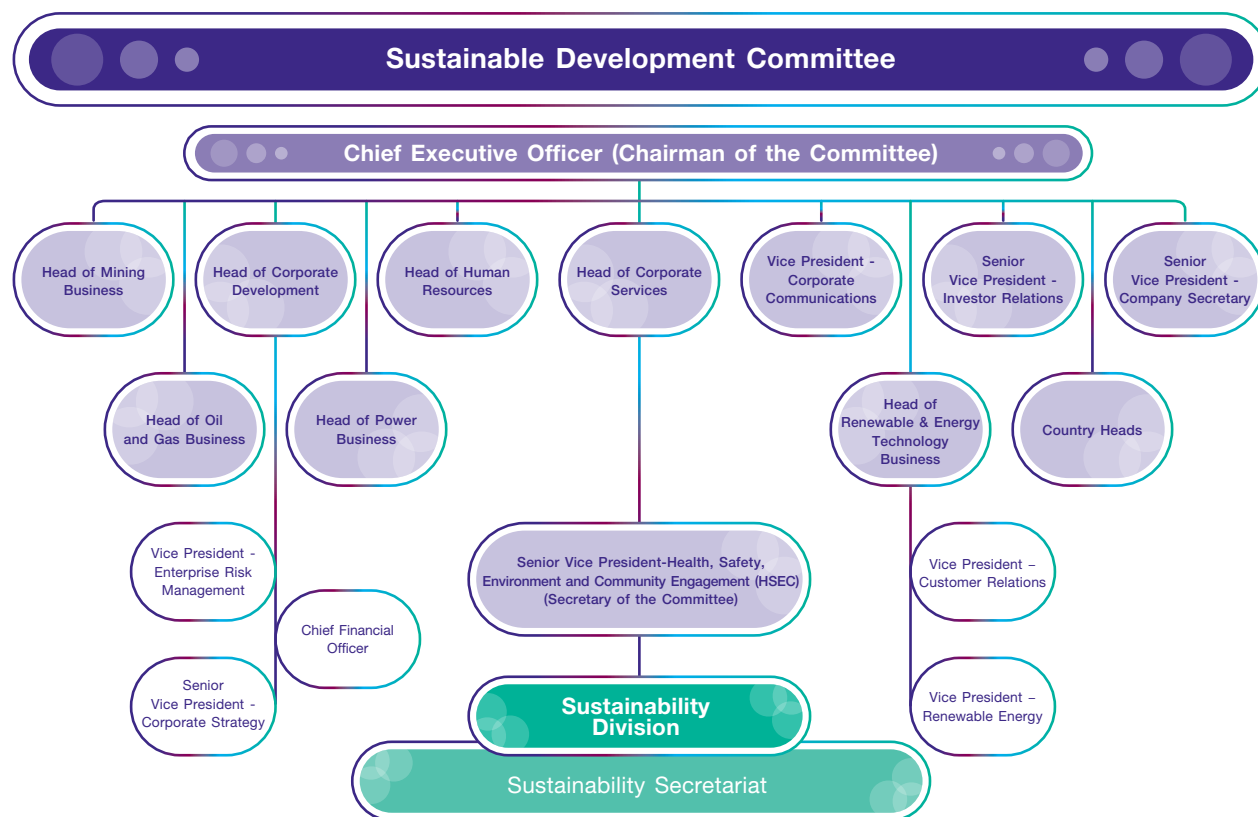 Sustainable Development Committee
Chief Executive Officer (Chairman of the Committee)
Head of Mining
Business
Head of Corporate
Development
Head of Human
Resources
Head of Corporate
Services
Vice President -
Corporate
Communications
Senior
Vice President -
Investor Relations
Senior
Vice President -
Company Secretary
Head of Oil
and Gas Business
Head of Power
Business
Head of
Renewable & Energy
Technology
Business
Country Heads
Vice President -
Enterprise Risk
Management
Chief Financial
Officer
Senior
Vice President -
Corporate Strategy
Senior Vice President-Health, Safety,
Environment and Community Engagement (HSEC)
(Secretary of the Committee)
Vice President –
Customer Relations
Vice President –
Renewable Energy
Sustainability
Division
Sustainability Secretariat